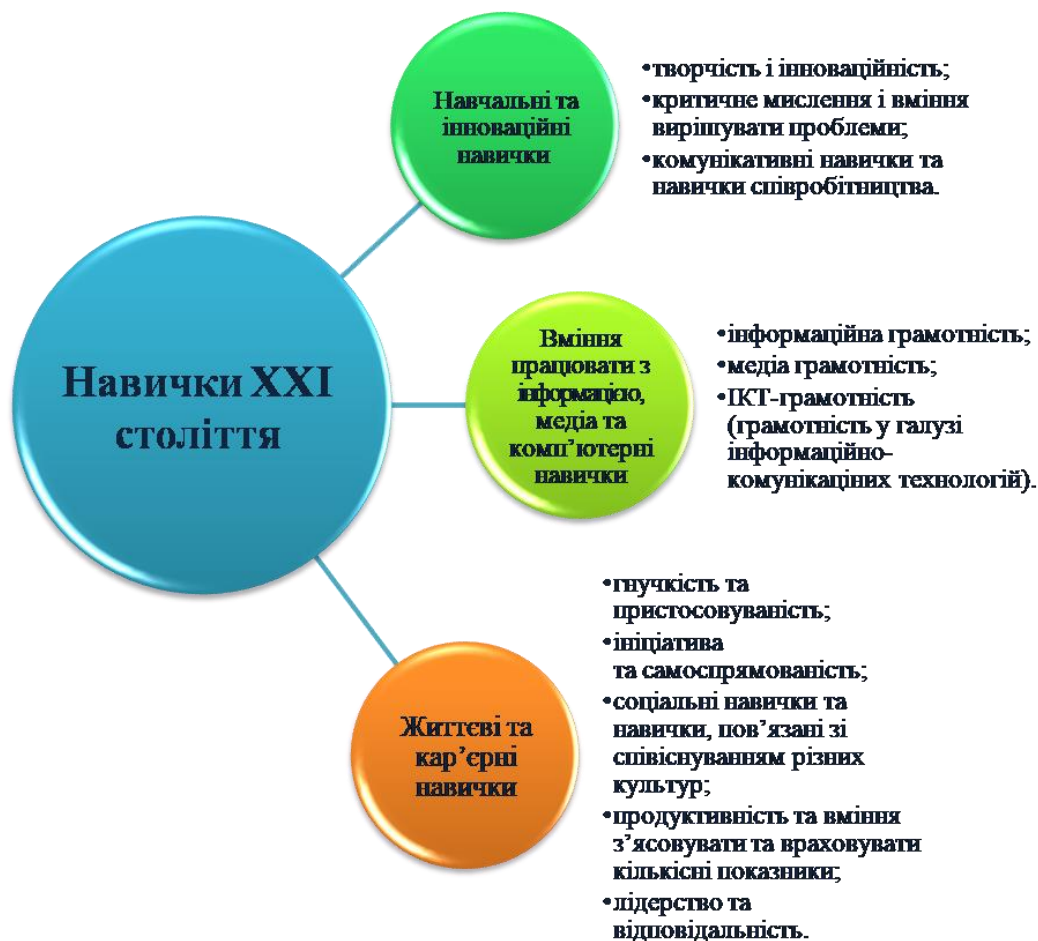 Навички ХХІ
століття
Навчальні та
інноваційні
навички
•творчість і інноваційність;
•критичне мислення і вміння
вирішувати проблеми;
•комунікативні навички та
навички співробітництва.
Вміння
працювати з
інформацією,
медіа та
комп’ютерні
навички
•інформаційна грамотність;
•медіа грамотність;
•ІКТ-грамотність
(грамотність у галузі
інформаційно-
комунікаціних технологій).
Життєві та
кар’єрні
навички
•гнучкість та
пристосовуваність;
•ініціатива
та самоспрямованість;
•соціальні навички та
навички, пов’язані зі
співіснуванням різних
культур;
•продуктивність та вміння
з’ясовувати та враховувати
кількісні показники;
•лідерство та
відповідальність.